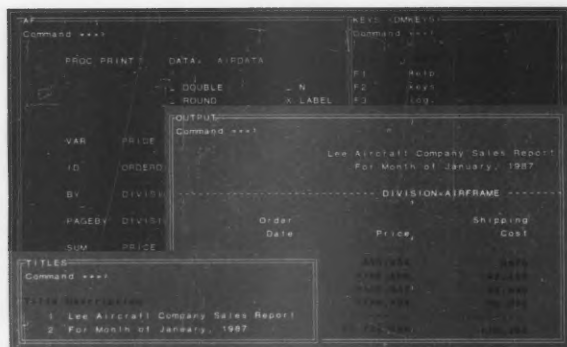 AF
Command ===>
PROC PRINT DATA= AIRDATA
_ DOUBLE _ N
_ ROUND X LABEL
VAR PRICE
ID
BY DIVISI
PAGEBY DIVISI
SUM PRICE
KEYS (DMKEYS)
Command ===>
F1 Help
F2 keys
F3 log
OUTPUT
Command ===>
Lee Aircraft Company Sales Report
For Month of January, 1987
DIVISION=AIRFRAME
Order Shipping
Date Price Cost
TITLES
Command ===>
Title Description
1 Lee Aircraft Company Sales Report
2 For Month of January, 1987